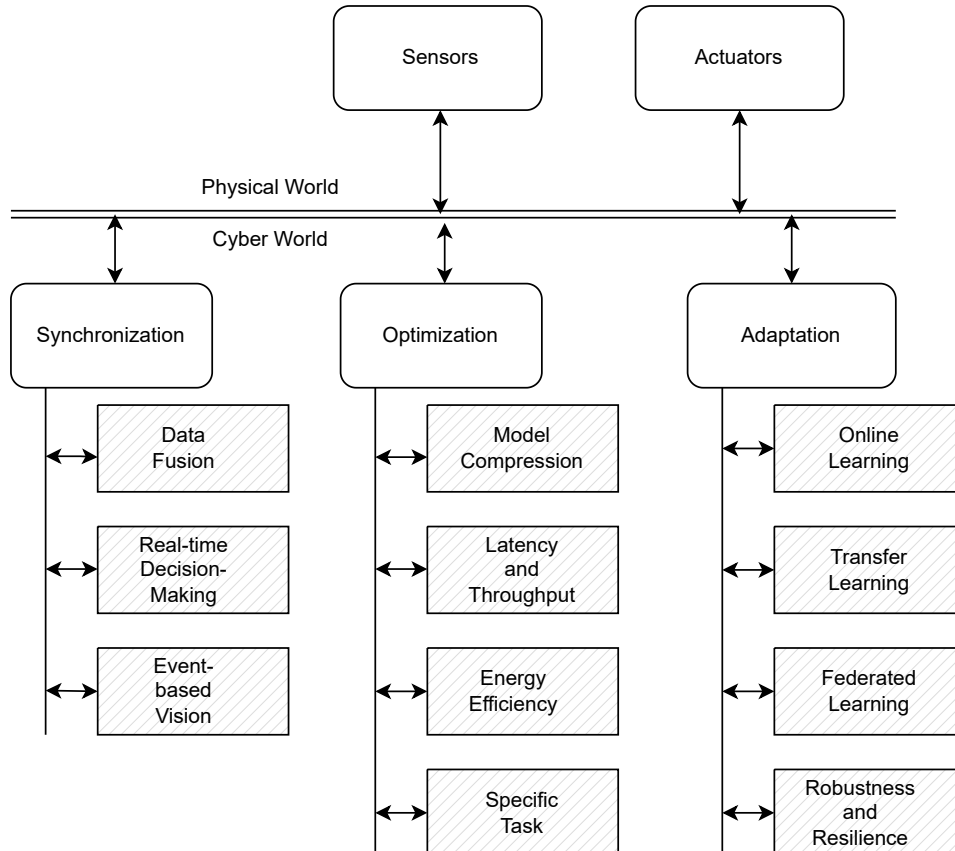 Sensors
Actuators
Physical World
Cyber World
Synchronization
Optimization
Adaptation
Data
Fusion
Real-time
Decision-
Making
Event-
based
Vision
Model
Compression
Latency
and
Throughput
Energy
Efficiency
Specific
Task
Online
Learning
Transfer
Learning
Federated
Learning
Robustness
and
Resilience